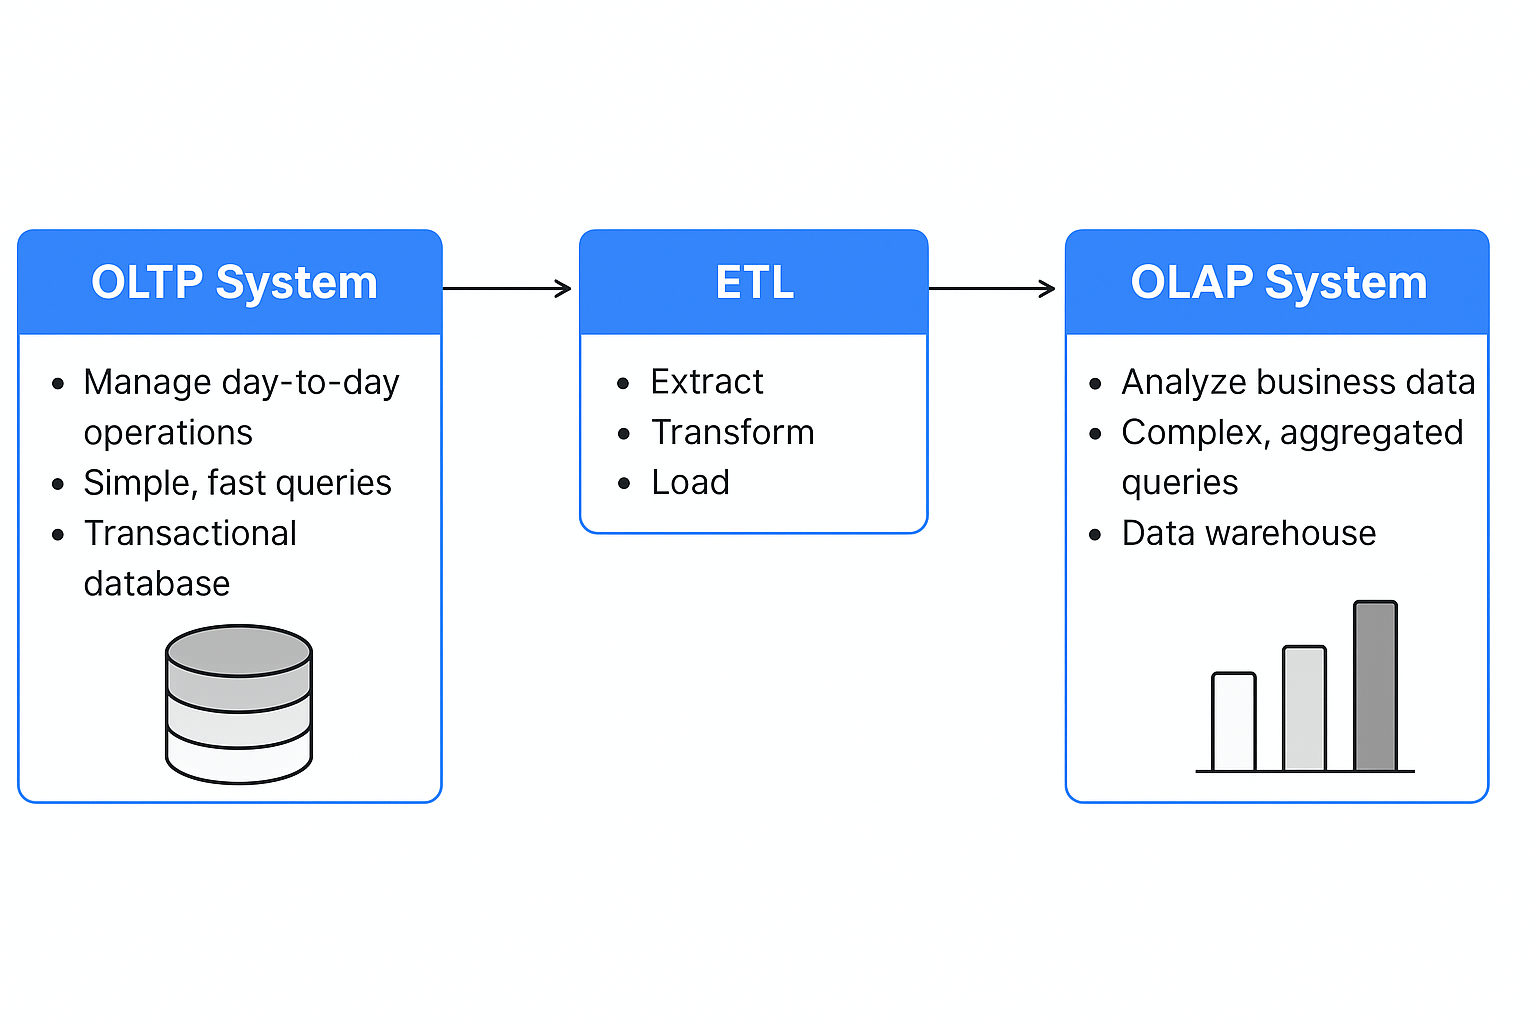 OLTP System
• Manage day-to-day
operations
• Simple, fast queries
• Transactional
database
ETL
• Extract
• Transform
• Load
OLAP System
• Analyze business data
• Complex, aggregated
queries
• Data warehouse